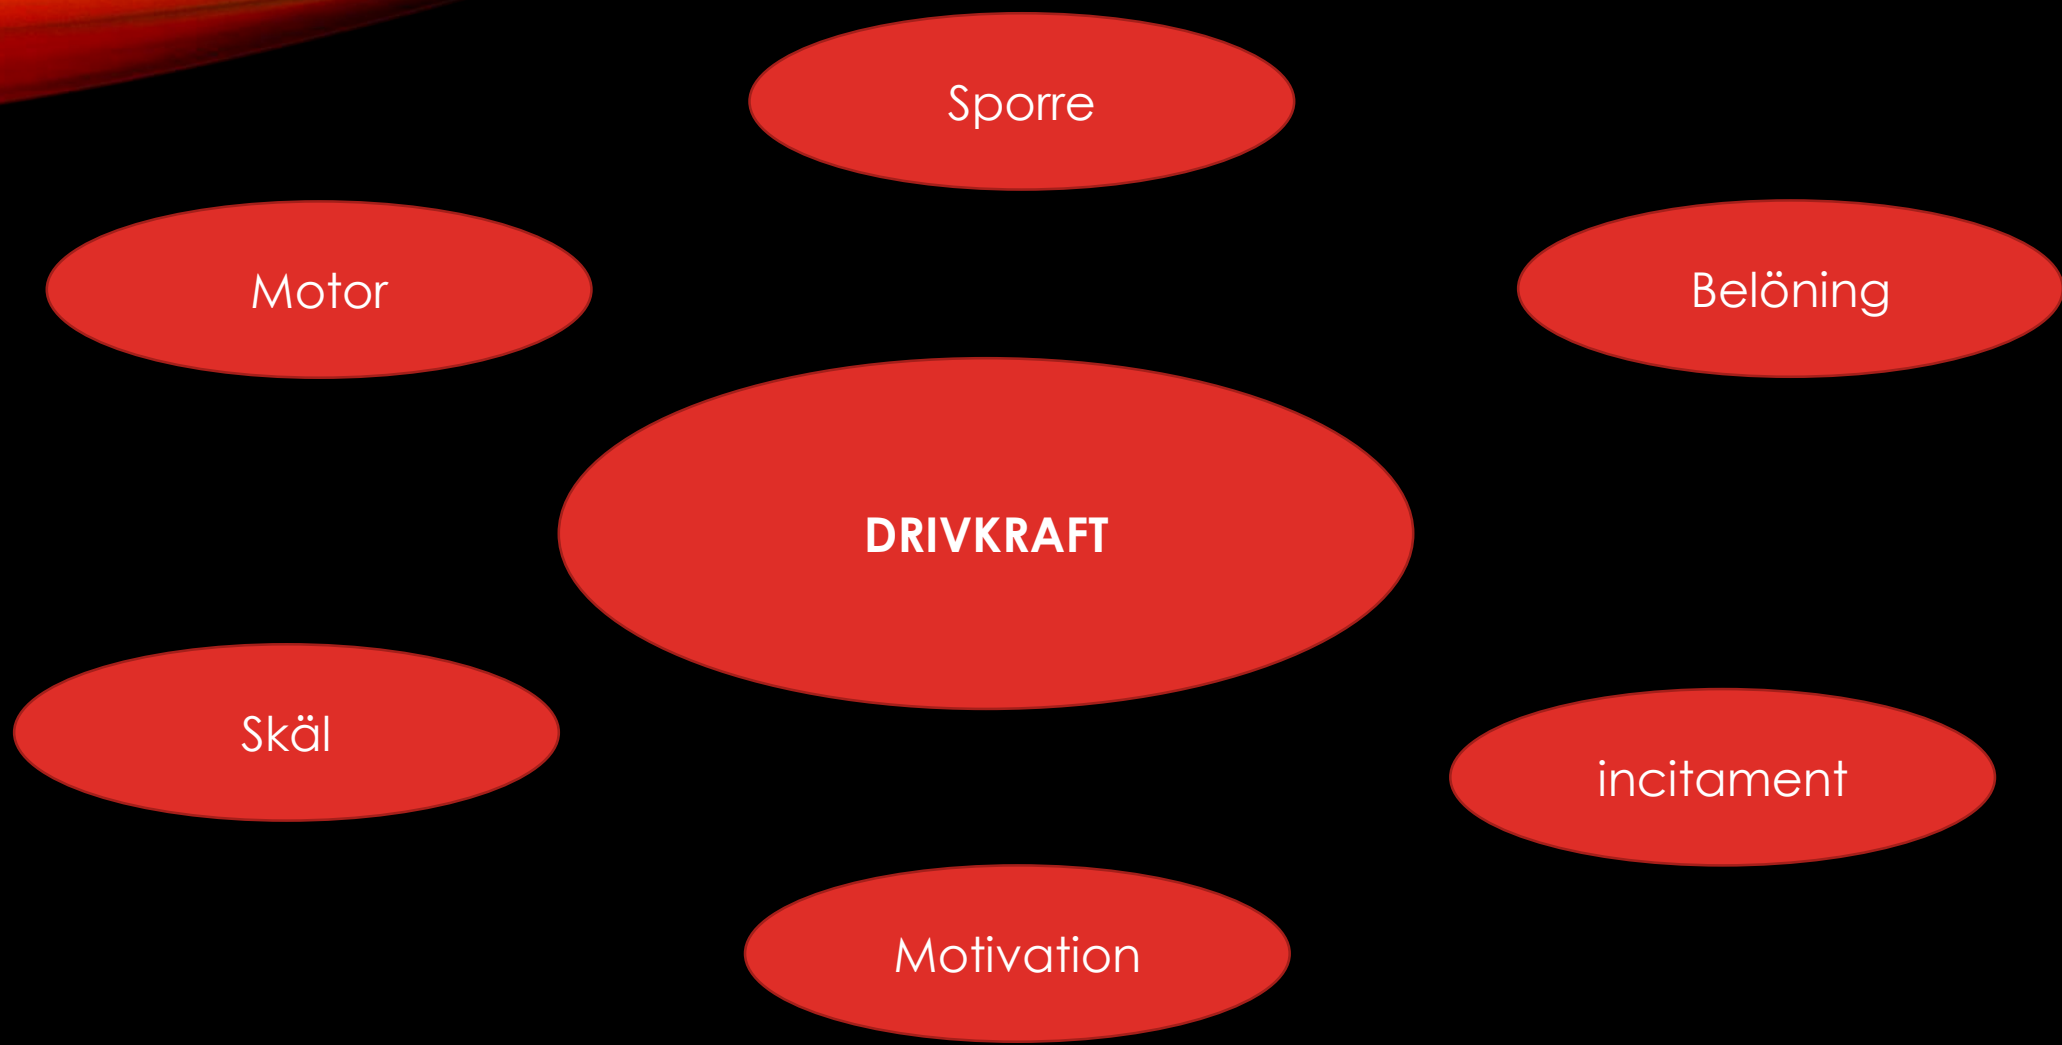 Sporre
Motor
Belöning
DRIVKRAFT
Skäl
incitament
Motivation